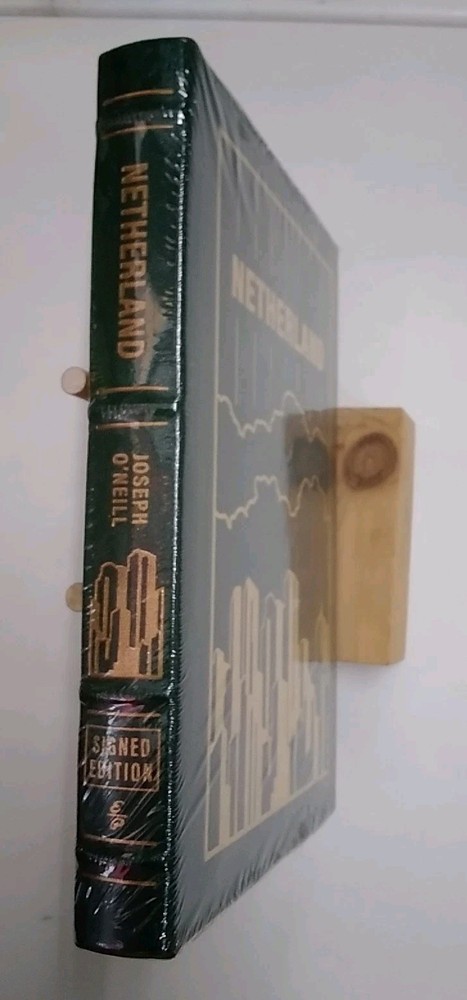 NETHERLAND
JOSEPH
O'NEILL
SIGNED
EDITION
NETHERLAND